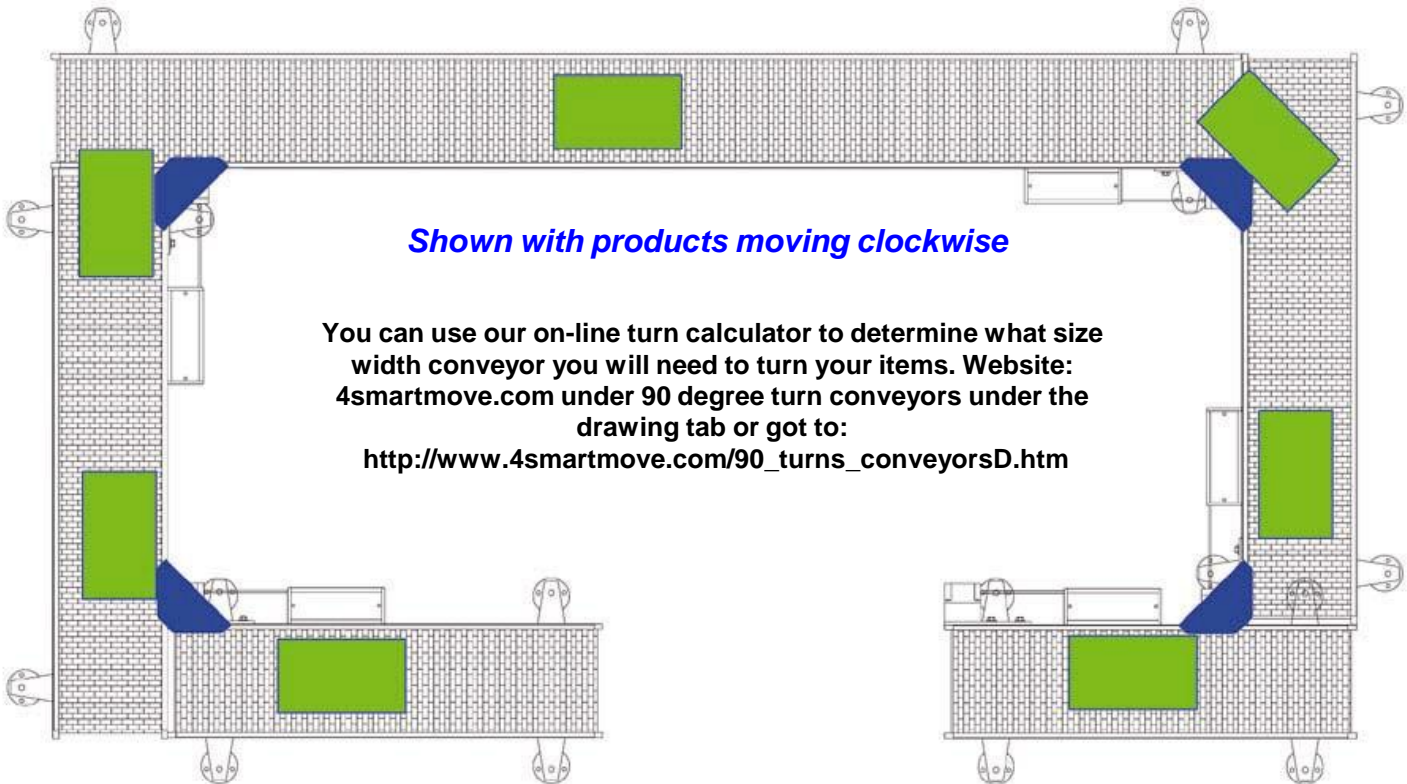 Shown with products moving clockwise
You can use our on-line turn calculator to determine what size
width conveyor you will need to turn your items. Website:
4smartmove.com under 90 degree turn conveyors under the
drawing tab or got to:
http://www.4smartmove.com/90_turns_conveyorsD.htm